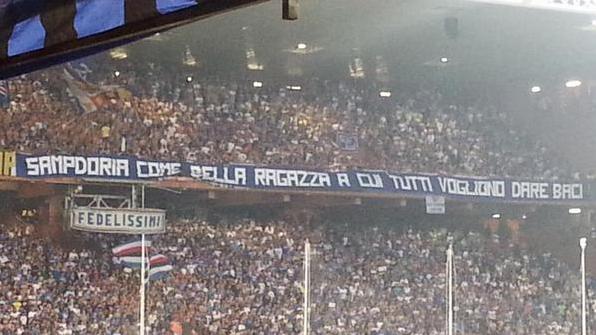 SAMPDORIA COME BELLA RAGAZZA A CUI TUTTI VOGLIONO DARE BACI
FEDELISSIMI